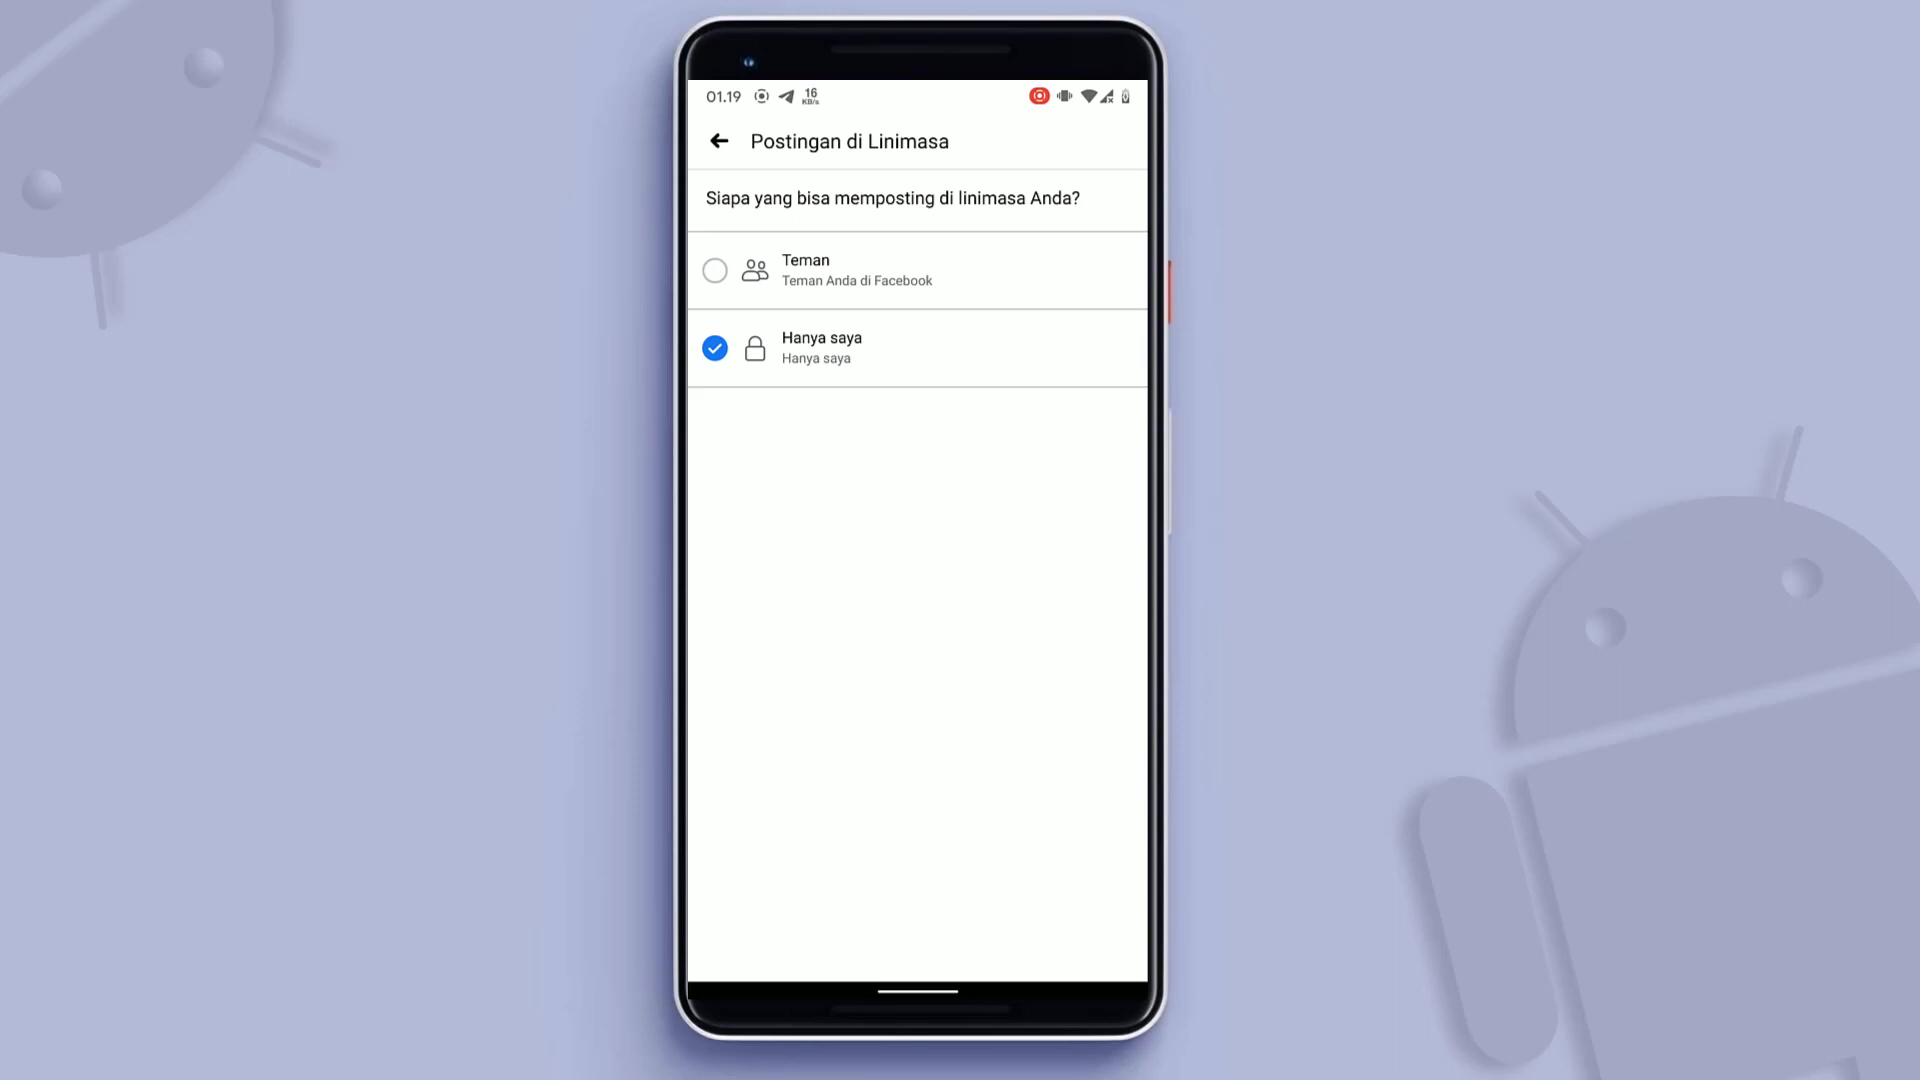 01.19
16
KB/s
Postingan di Linimasa
Siapa yang bisa memposting di linimasa Anda?
Teman
Teman Anda di Facebook
Hanya saya
Hanya saya